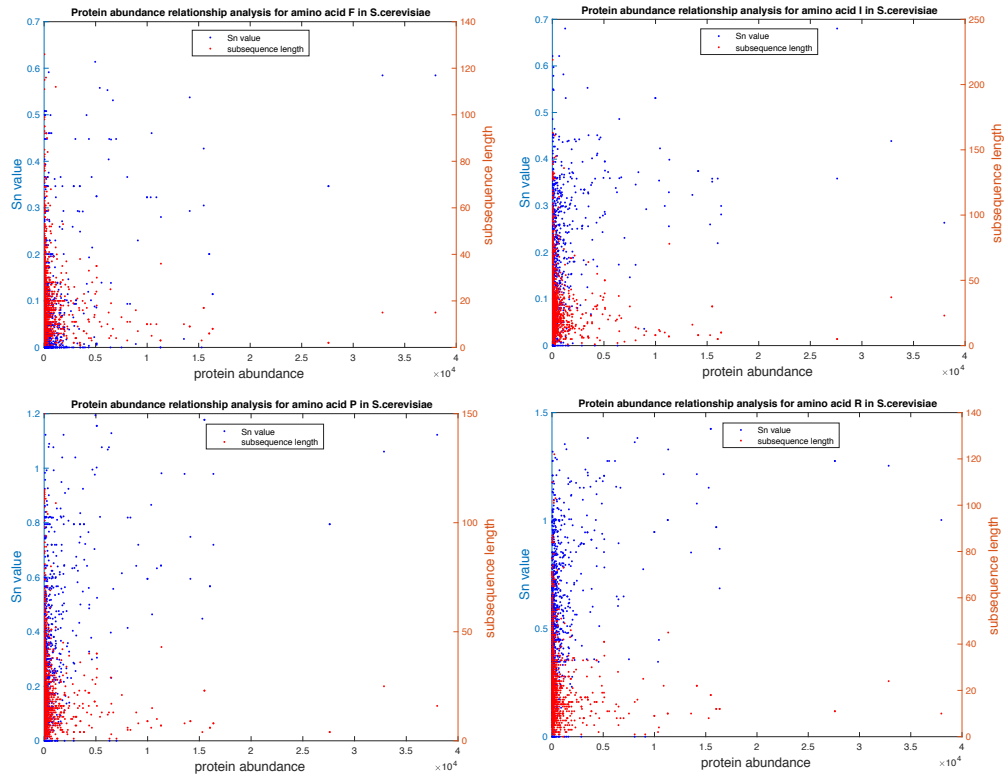 Protein abundance relationship analysis for amino acid F in S.cerevisiae
Sn value
subsequence length
0.7
0.6
0.5
0.4
0.3
0.2
0.1
0
Sn value
140
120
100
80
60
40
20
0
subsequence length
0 0.5 1 1.5 2 2.5 3 3.5 4
×10⁴
protein abundance
Protein abundance relationship analysis for amino acid I in S.cerevisiae
Sn value
subsequence length
0.7
0.6
0.5
0.4
0.3
0.2
0.1
0
Sn value
250
200
150
100
50
0
subsequence length
0 0.5 1 1.5 2 2.5 3 3.5 4
×10⁴
protein abundance
Protein abundance relationship analysis for amino acid P in S.cerevisiae
Sn value
subsequence length
1.2
1
0.8
0.6
0.4
0.2
0
Sn value
150
100
50
0
subsequence length
0 0.5 1 1.5 2 2.5 3 3.5 4
×10⁴
protein abundance
Protein abundance relationship analysis for amino acid R in S.cerevisiae
Sn value
subsequence length
1.5
1
0.5
0
Sn value
140
120
100
80
60
40
20
0
subsequence length
0 0.5 1 1.5 2 2.5 3 3.5 4
×10⁴
protein abundance